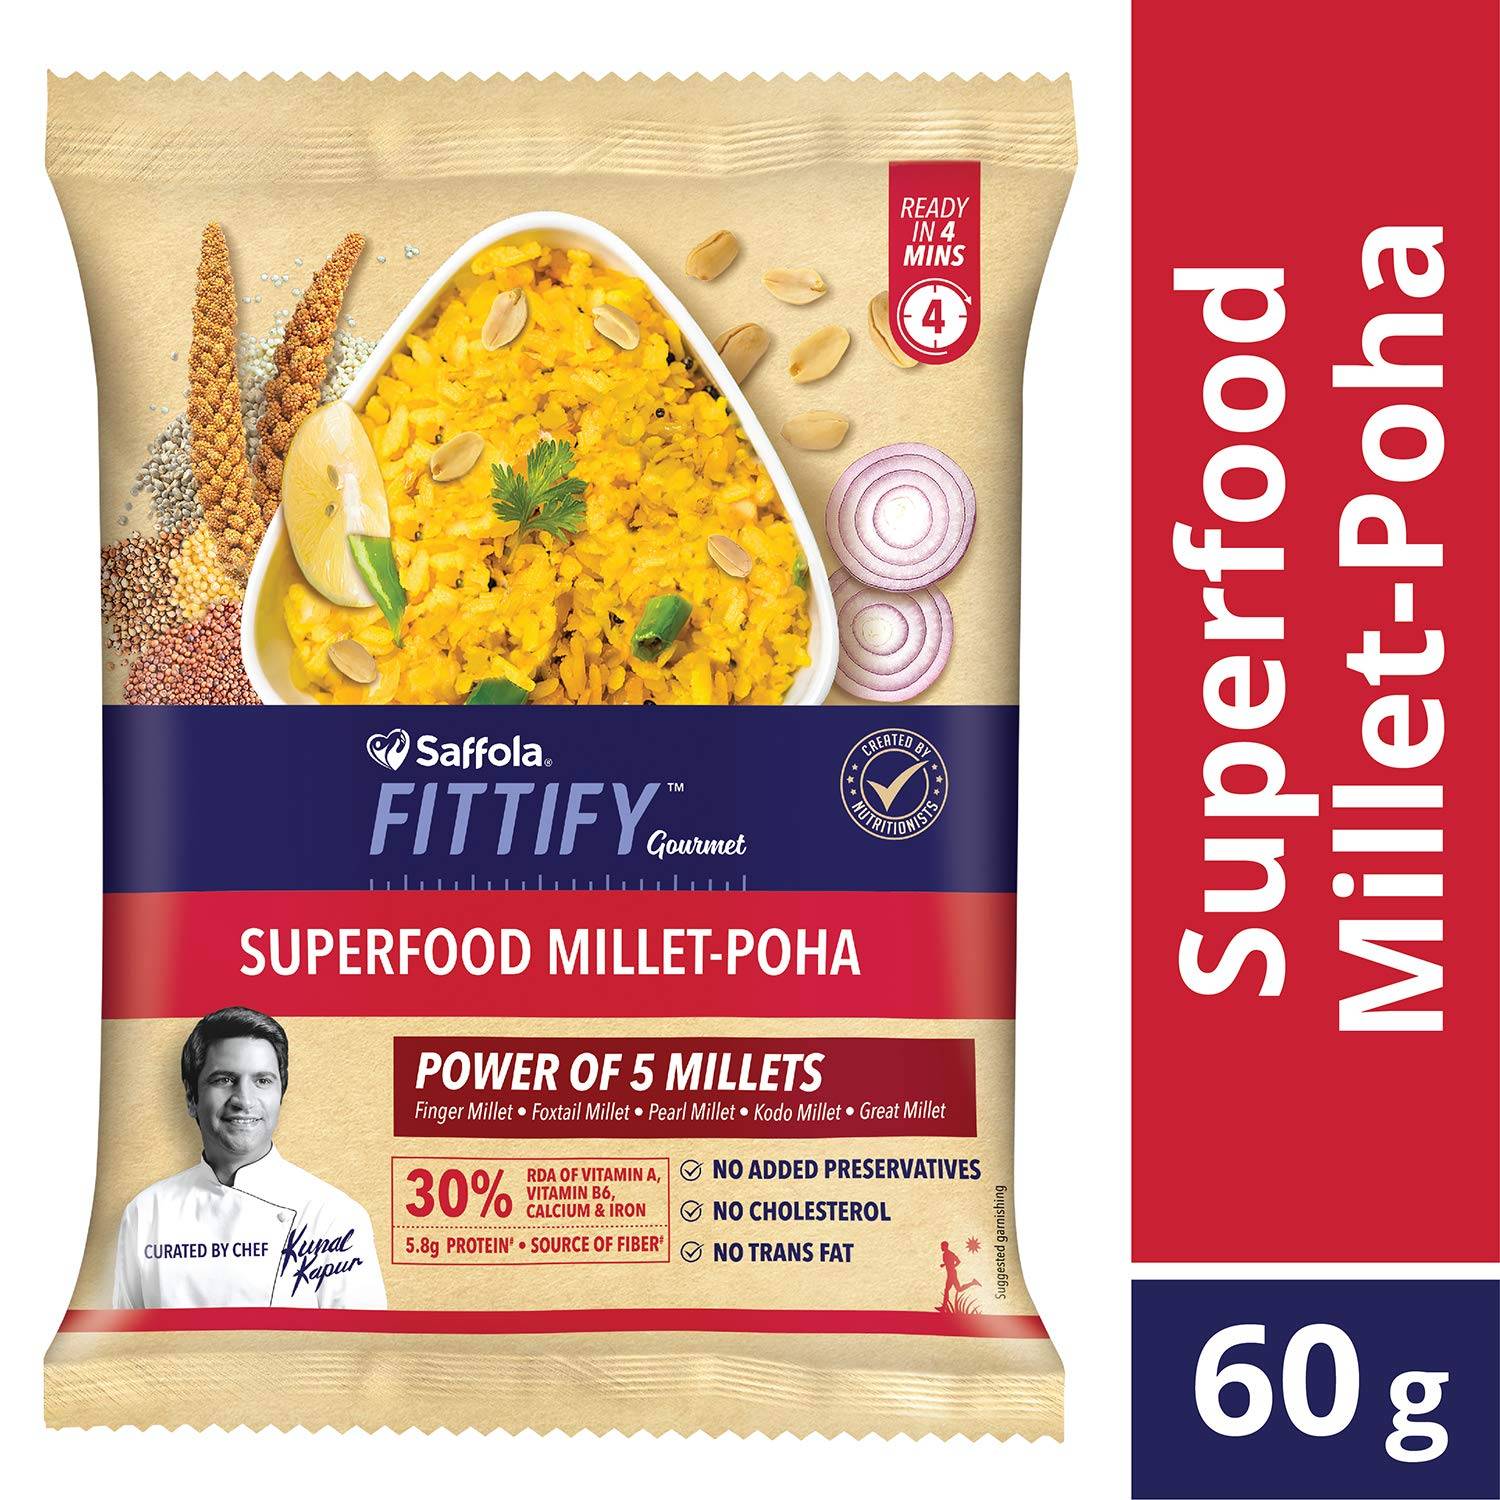 READY
IN 4
MINS
4
Saffola®
FITTIFY™
Gourmet
CREATED BY
NUTRITIONISTS
SUPERFOOD MILLET-POHA
POWER OF 5 MILLETS
Finger Millet • Foxtail Millet • Pearl Millet • Kodo Millet • Great Millet
30% RDA OF VITAMIN A,
VITAMIN B6,
CALCIUM & IRON
5.8g PROTEIN# • SOURCE OF FIBER#
NO ADDED PRESERVATIVES
NO CHOLESTEROL
NO TRANS FAT
CURATED BY CHEF Kunal
Kapur
Suggested garnishing
Superfood
Millet-Poha
60 g